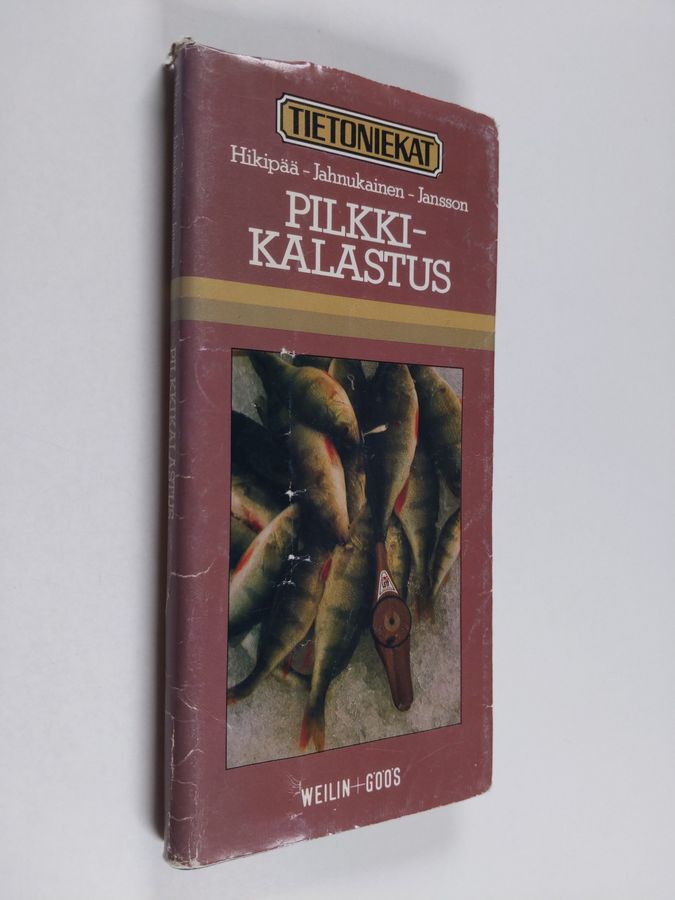 TIETONIEKAT
Hikipää - Jahnukainen - Jansson
PILKKI-
KALASTUS
PILKKIKALASTUS
WEILIN+GÖÖS